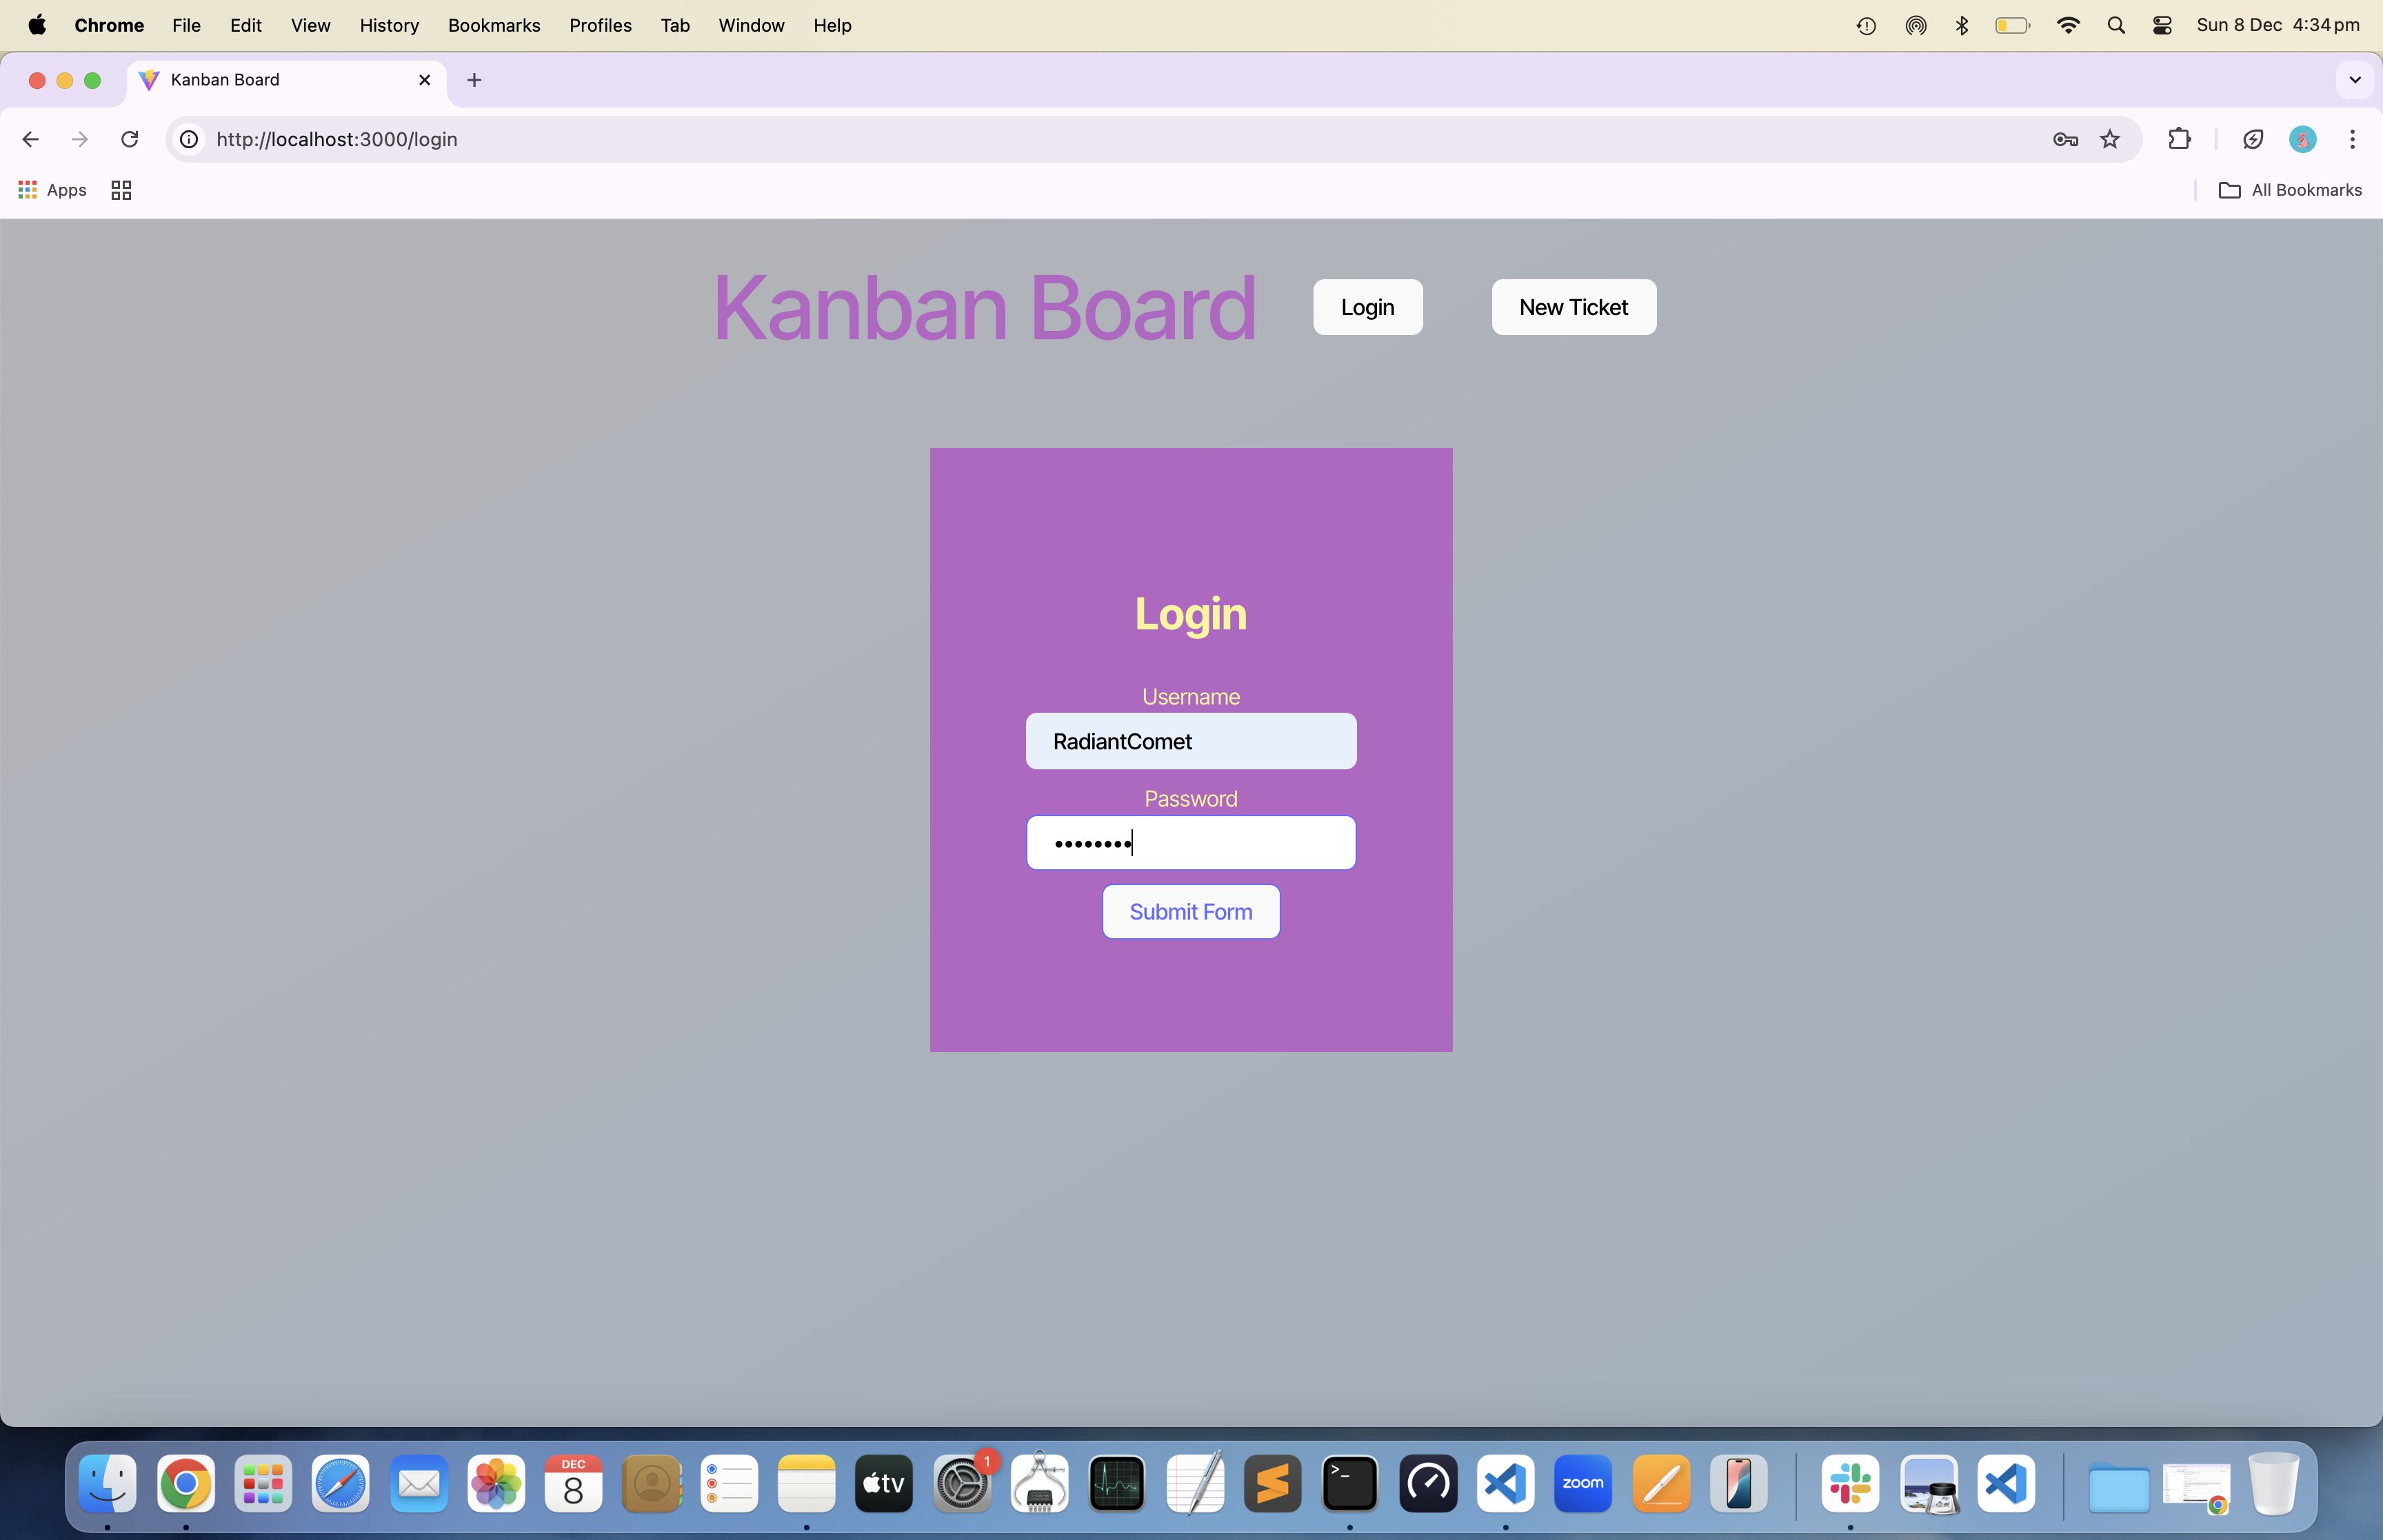 Chrome File Edit View History Bookmarks Profiles Tab Window Help Sun 8 Dec 4:34 pm
Kanban Board
http://localhost:3000/login
Apps All Bookmarks
Kanban Board Login New Ticket
Login
Username
RadiantComet
Password
••••••••
Submit Form
DEC
8
tv
1
>_
zoom